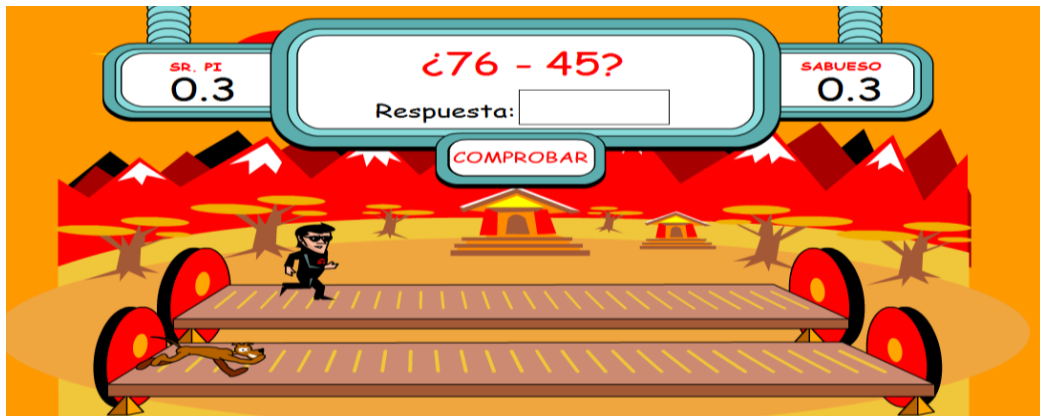 SR. PI
0.3
¿76 - 45?
Respuesta:
SABUESO
0.3
COMPROBAR